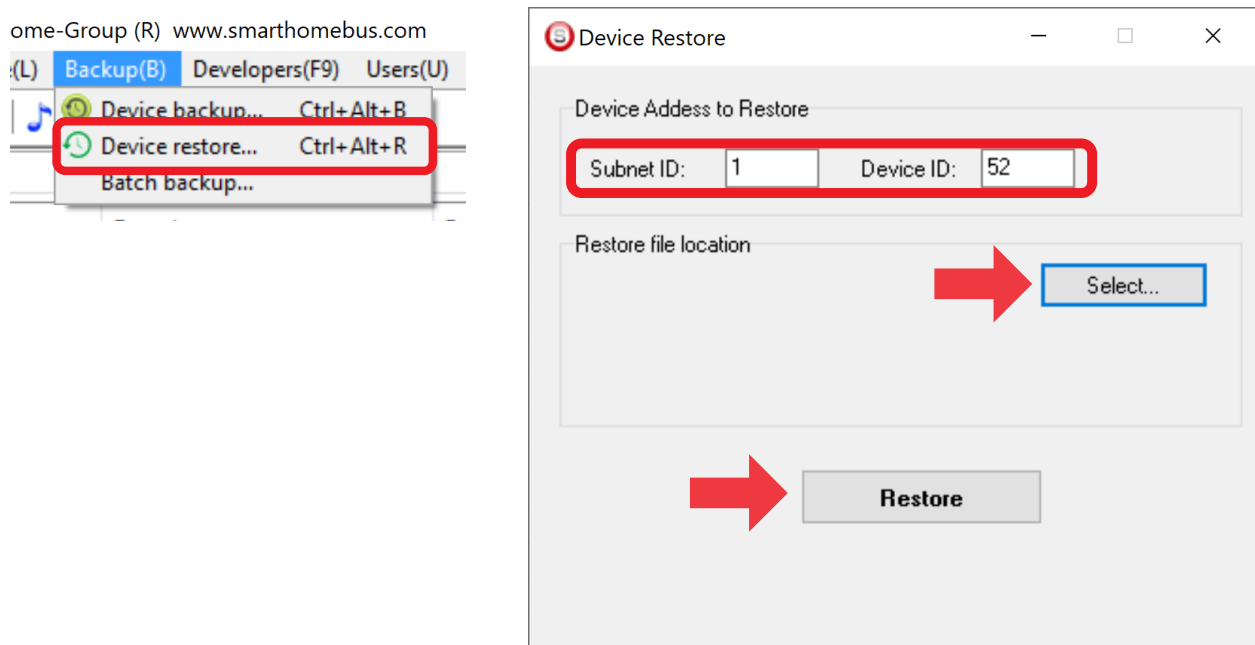 ome-Group (R)  www.smarthomebus.com
(L) Backup(B) Developers(F9) Users(U)
Device backup... Ctrl+Alt+B
Device restore... Ctrl+Alt+R
Batch backup...
S Device Restore
Device Addess to Restore
Subnet ID: 1 Device ID: 52
Restore file location
Select...
Restore